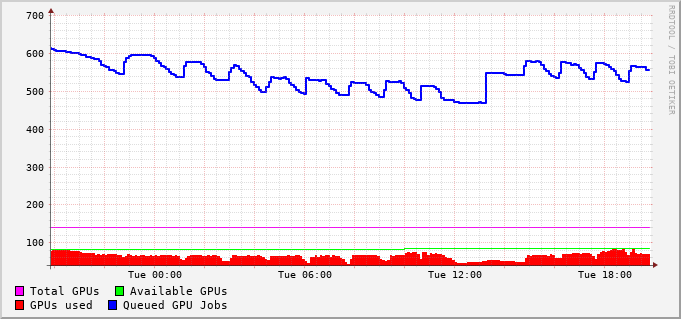 RRDTOOL / TOBI OETIKER
700
600
500
400
300
200
100
Tue 00:00 Tue 06:00 Tue 12:00 Tue 18:00
Total GPUs Available GPUs
GPUs used Queued GPU Jobs